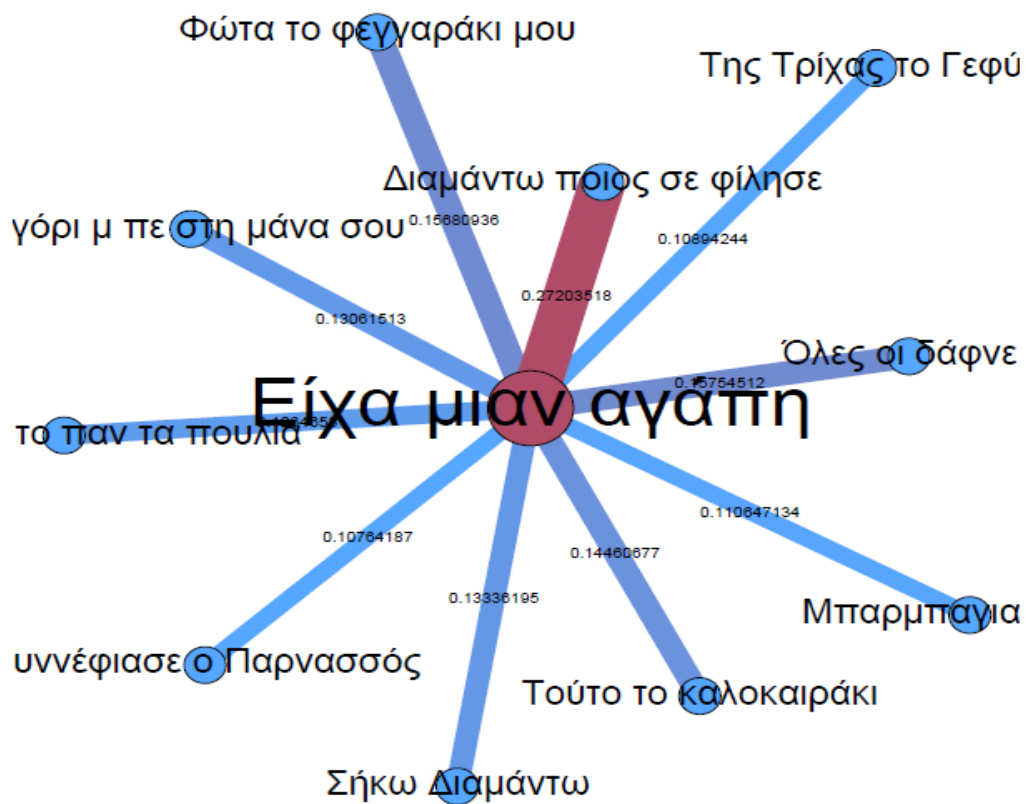 Φώτα το φεγγαράκι μου
Της Τρίχας το Γεφύ
Διαμάντω ποιος σε φίλησε
0.15680936
γόρι μ πε στη μάνα σου
0.10894244
0.27203518
0.13061513
Όλες οι δάφνε
0.15754512
Είχα μιαν αγάπη
το παν τα πουλιά
0.110647134
0.10764187
0.14460677
0.13336195
Μπαρμπαγια
υννέφιασε ο Παρνασσός
Τούτο το καλοκαιράκι
Σήκω Διαμάντω